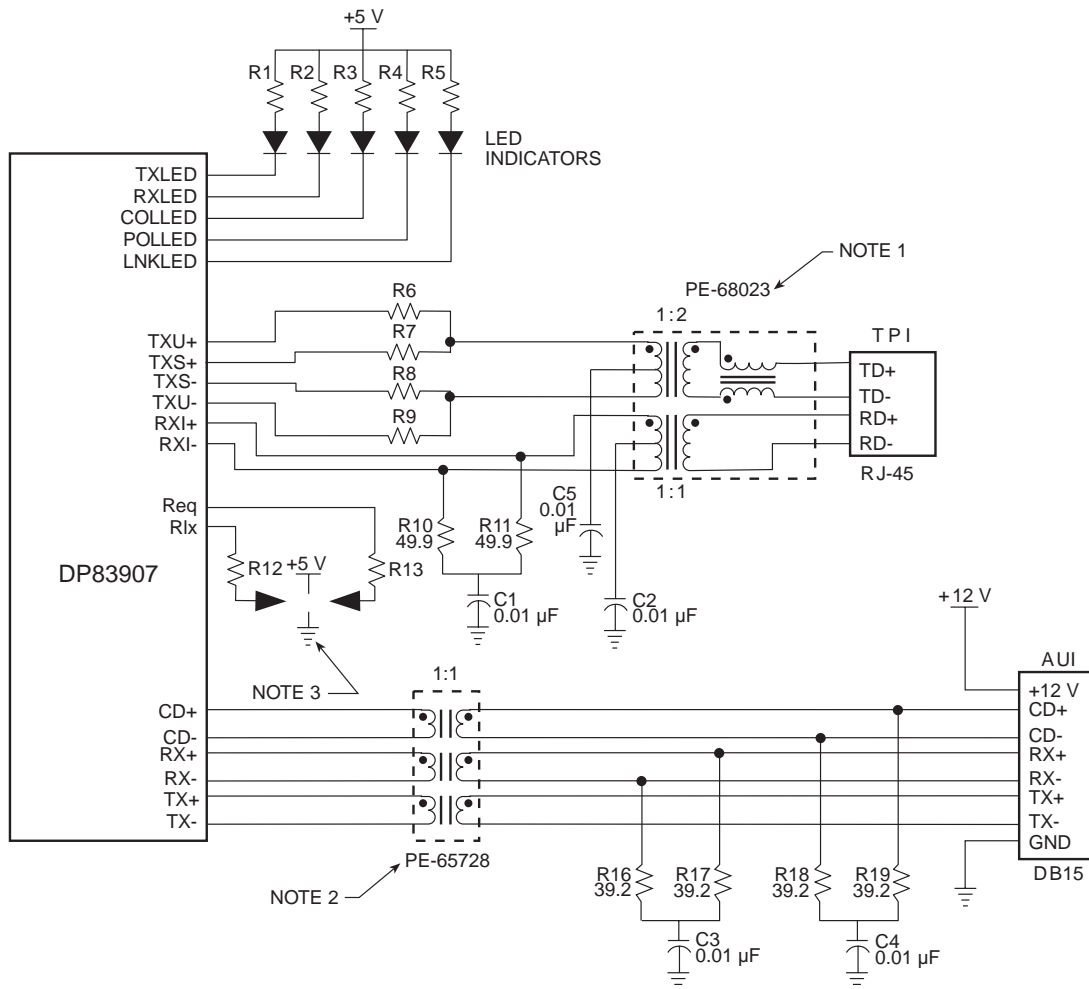 +5 V
R1 R2 R3 R4 R5
LED
INDICATORS
TXLED
RXLED
COLLED
POLLED
LNKLED
NOTE 1
PE-68023
1:2
TPI
R6
R7
R8
R9
TXU+
TXS+
TXS-
TXU-
RXI+
RXI-
TD+
TD-
RD+
RD-
RJ-45
1:1
C5
0.01
µF
R10
49.9
R11
49.9
Req
RIx
R12
+5 V
R13
DP83907
C1
0.01 µF
C2
0.01 µF
NOTE 3
+12 V
AUI
1:1
CD+
CD-
RX+
RX-
TX+
TX-
+12 V
CD+
CD-
RX+
RX-
TX+
TX-
GND
DB15
PE-65728
NOTE 2
R16
39.2
R17
39.2
R18
39.2
R19
39.2
C3
0.01 µF
C4
0.01 µF